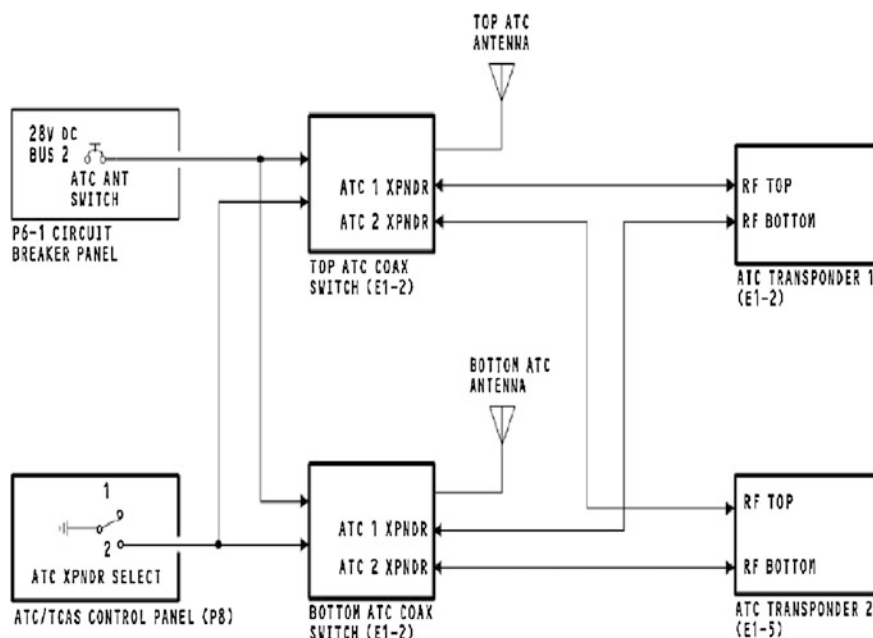 TOP ATC
ANTENNA
28V DC
BUS 2
ATC ANT
SWITCH
P6-1 CIRCUIT
BREAKER PANEL
ATC 1 XPNDR
ATC 2 XPNDR
TOP ATC COAX
SWITCH (E1-2)
RF TOP
RF BOTTOM
ATC TRANSPONDER 1
(E1-2)
BOTTOM ATC
ANTENNA
1
2
ATC XPNDR SELECT
ATC/TCAS CONTROL PANEL (P8)
ATC 1 XPNDR
ATC 2 XPNDR
BOTTOM ATC COAX
SWITCH (E1-2)
RF TOP
RF BOTTOM
ATC TRANSPONDER 2
(E1-5)